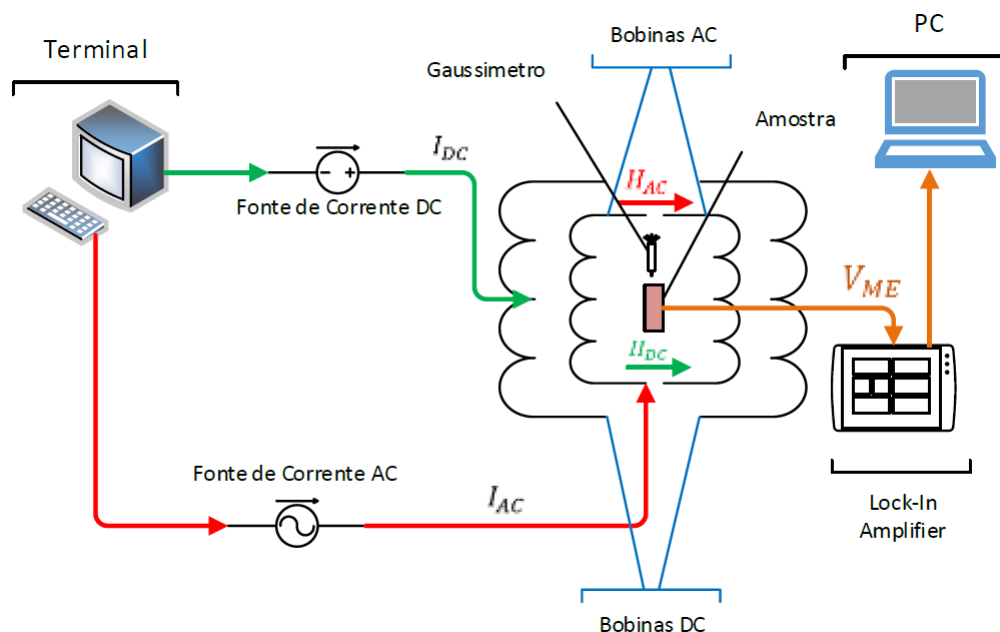 Terminal
Bobinas AC
PC
Gaussimetro
Amostra
I_DC
H_AC
Fonte de Corrente DC
V_ME
H_DC
Fonte de Corrente AC
I_AC
Lock-In
Amplifier
Bobinas DC